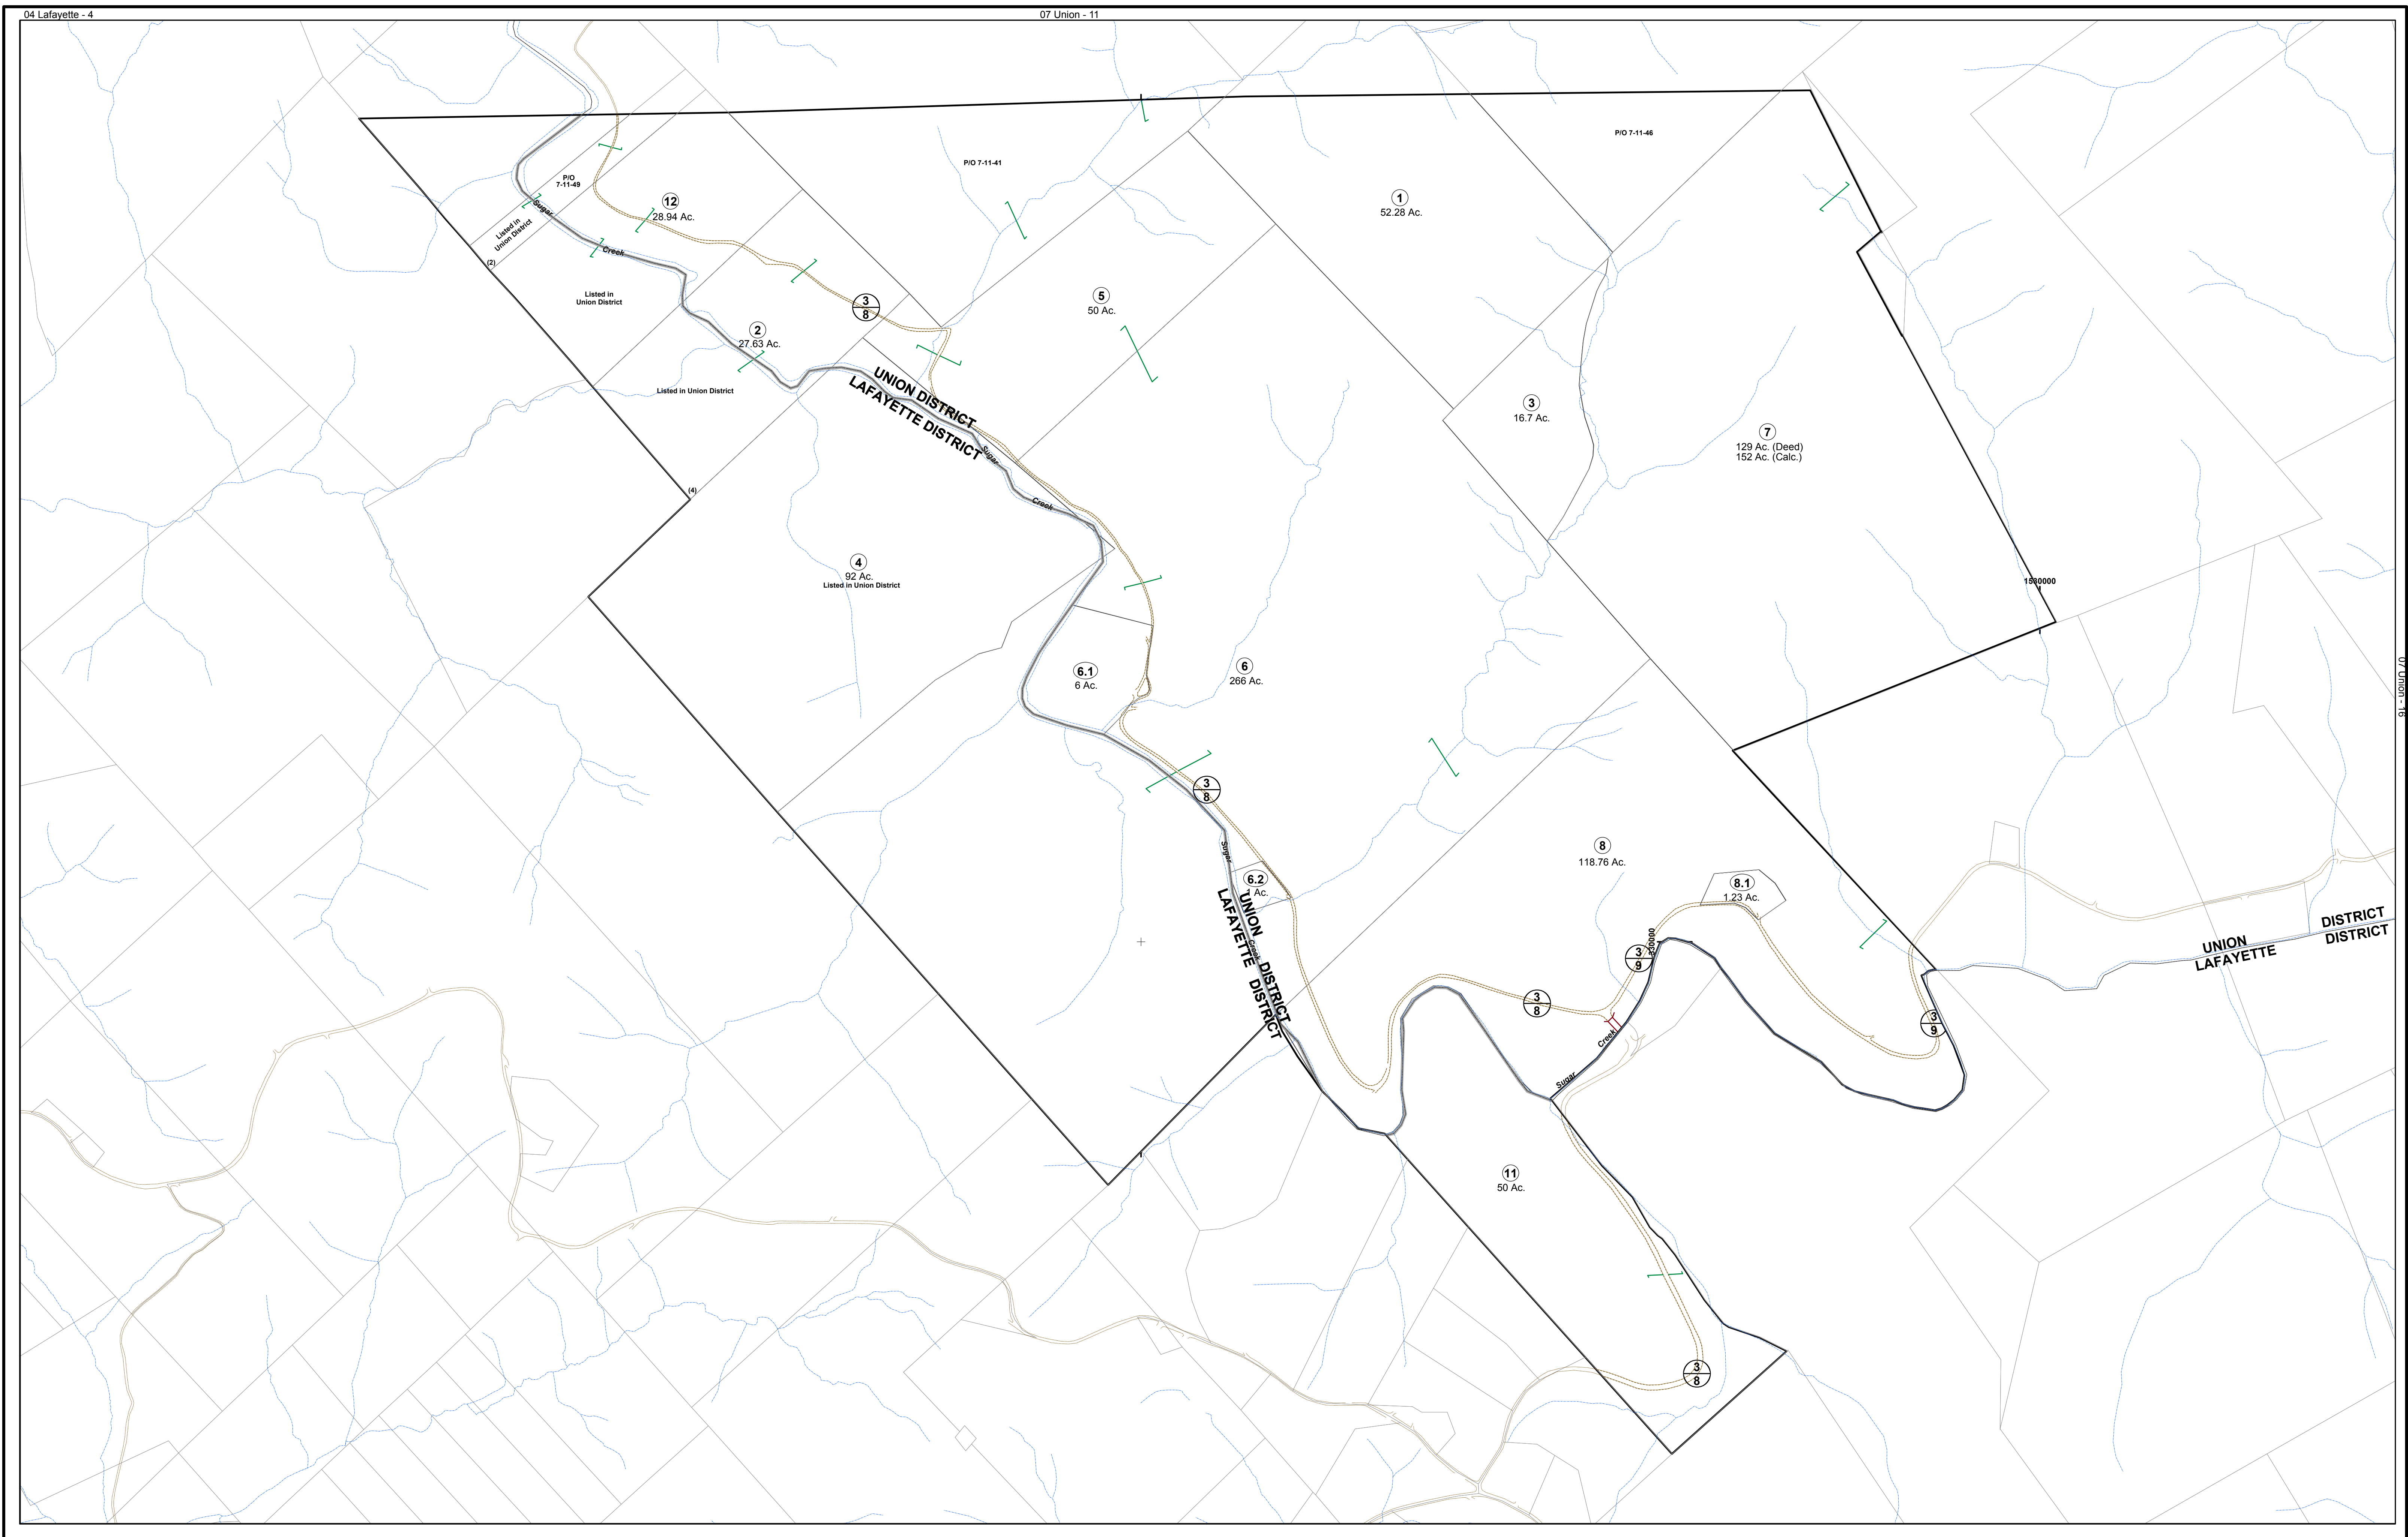 04 Lafayette - 4
07 Union - 11
P/O 7-11-46
P/O 7-11-41
P/O
7-11-49
12
28.94 Ac.
1
52.28 Ac.
Sugar
Creek
Listed in
Union District
(2)
Listed in
Union District
5
50 Ac.
3
8
2
27.63 Ac.
Listed in Union District
UNION DISTRICT
LAFAYETTE DISTRICT
3
16.7 Ac.
7
129 Ac. (Deed)
152 Ac. (Calc.)
Sugar
Creek
(4)
4
92 Ac.
Listed in Union District
1530000
6.1
6 Ac.
6
266 Ac.
07 Union - 16
3
8
Sugar
Creek
6.2
Ac.
UNION DISTRICT
LAFAYETTE DISTRICT
8
118.76 Ac.
8.1
1.23 Ac.
330000
3
9
3
8
3
9
Sugar
Creek
UNION DISTRICT
LAFAYETTE DISTRICT
11
50 Ac.
3
8